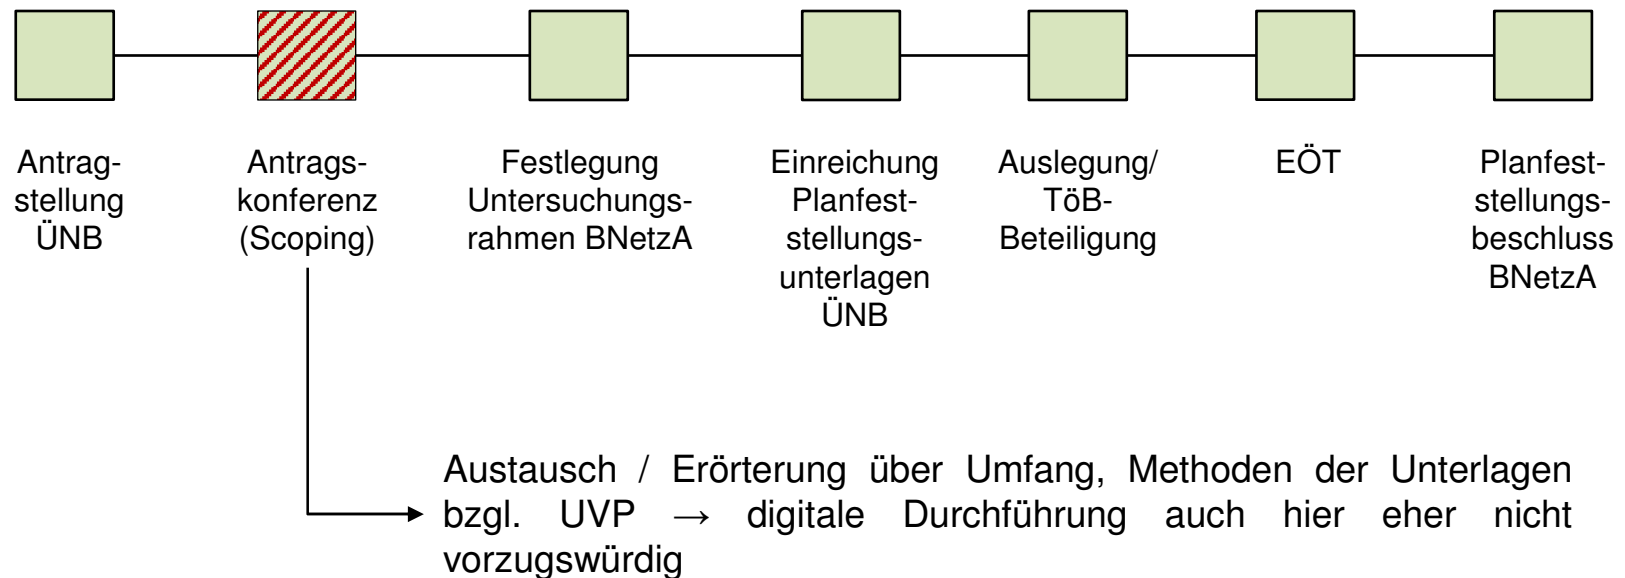 Antrag-
stellung
ÜNB
Antrags-
konferenz
(Scoping)
Festlegung
Untersuchungs-
rahmen BNetzA
Einreichung
Planfest-
stellungs-
unterlagen
ÜNB
Auslegung/
TöB-
Beteiligung
EÖT
Planfest-
stellungs-
beschluss
BNetzA
Austausch / Erörterung über Umfang, Methoden der Unterlagen
bzgl. UVP → digitale Durchführung auch hier eher nicht
vorzugswürdig